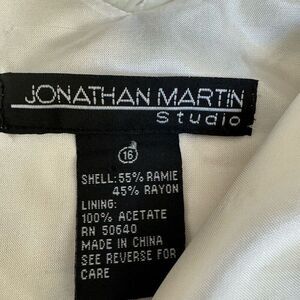 JONATHAN MARTIN
Studio
16
SHELL: 55% RAMIE
45% RAYON
LINING:
100% ACETATE
RN 50640
MADE IN CHINA
SEE REVERSE FOR
CARE